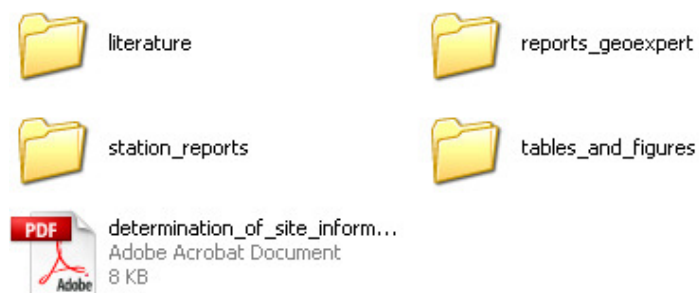 literature
reports_geoexpert
station_reports
tables_and_figures
PDF
Adobe
determination_of_site_inform...
Adobe Acrobat Document
8 KB